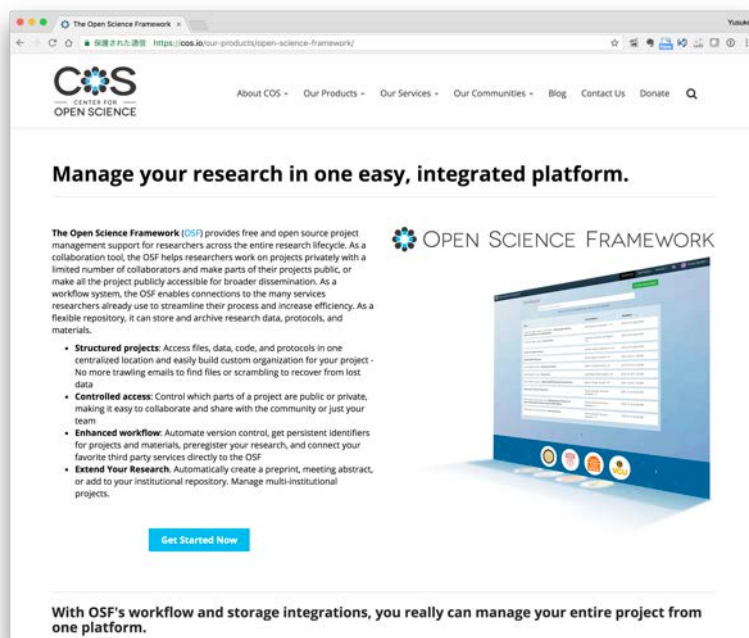 The Open Science Framework
Yusuke
保護された通信 https://cos.io/our-products/open-science-framework/
COS
CENTER FOR
OPEN SCIENCE
About COS
Our Products
Our Services
Our Communities
Blog
Contact Us
Donate
Manage your research in one easy, integrated platform.
The Open Science Framework (OSF) provides free and open source project
management support for researchers across the entire research lifecycle. As a
collaboration tool, the OSF helps researchers work on projects privately with a
limited number of collaborators and make parts of their projects public, or
make all the project publicly accessible for broader dissemination. As a
workflow system, the OSF enables connections to the many services
researchers already use to streamline their process and increase efficiency. As a
flexible repository, it can store and archive research data, protocols, and
materials.
• Structured projects: Access files, data, code, and protocols in one
centralized location and easily build custom organization for your project -
No more trawling emails to find files or scrambling to recover from lost
data
• Controlled access: Control which parts of a project are public or private,
making it easy to collaborate and share with the community or just your
team
• Enhanced workflow: Automate version control, get persistent identifiers
for projects and materials, preregister your research, and connect your
favorite third party services directly to the OSF
• Extend Your Research. Automatically create a preprint, meeting abstract,
or add to your institutional repository. Manage multi-institutional
projects.
Get Started Now
OPEN SCIENCE FRAMEWORK
VCU
With OSF's workflow and storage integrations, you really can manage your entire project from
one platform.